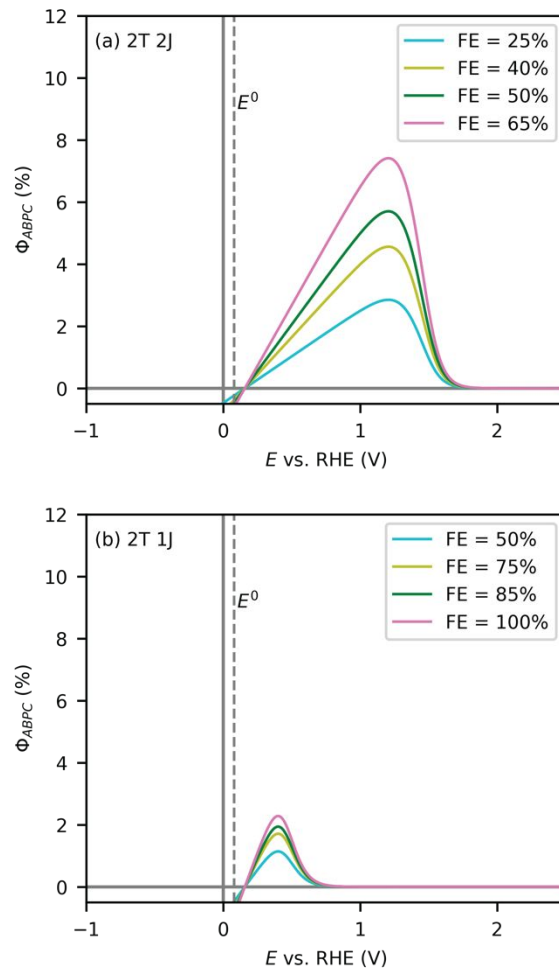 (a) 2T 2J
FE = 25%
FE = 40%
FE = 50%
FE = 65%
E⁰
Φ_ABPC (%)
12
10
8
6
4
2
0
−1
0
1
2
E vs. RHE (V)
(b) 2T 1J
FE = 50%
FE = 75%
FE = 85%
FE = 100%
E⁰
Φ_ABPC (%)
12
10
8
6
4
2
0
−1
0
1
2
E vs. RHE (V)